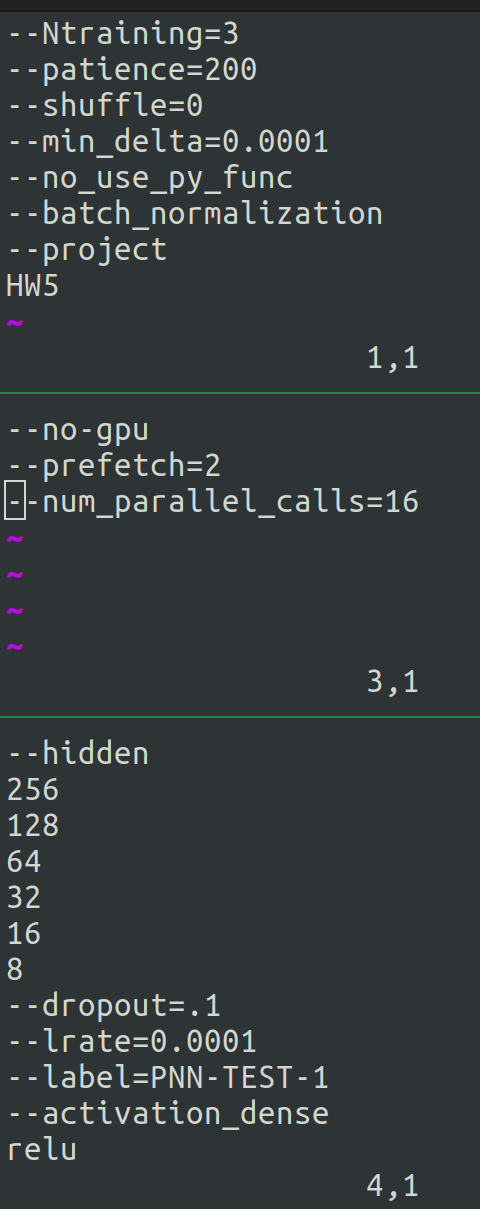 --Ntraining=3
--patience=200
--shuffle=0
--min_delta=0.0001
--no_use_py_func
--batch_normalization
--project
HW5
~
1,1
--no-gpu
--prefetch=2
--num_parallel_calls=16
~
~
~
~
3,1
--hidden
256
128
64
32
16
8
--dropout=.1
--lrate=0.0001
--label=PNN-TEST-1
--activation_dense
relu
4,1